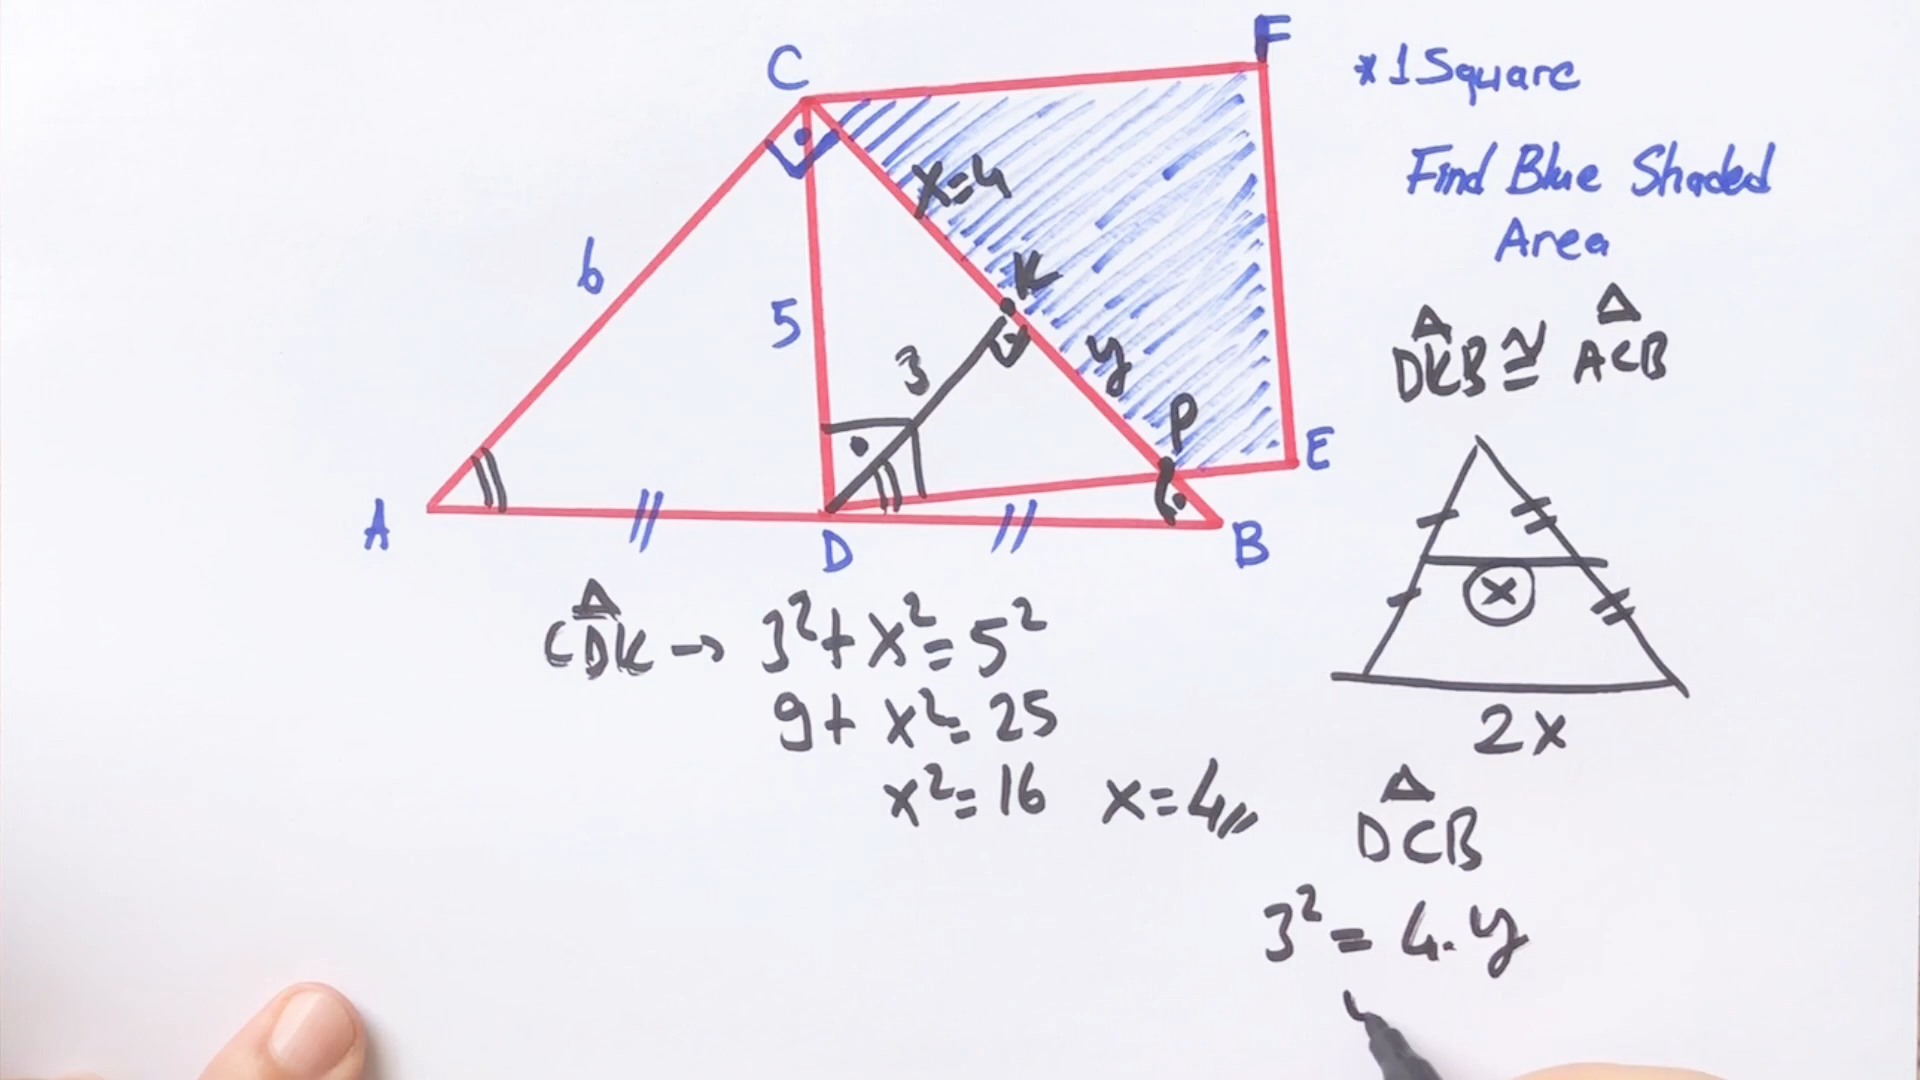 C
F
*1 Square
Find Blue Shaded
Area
x=4
K
6
5
3
y
P
E
A
D
B
DKB ≅ ACB
x
2x
CDK → 3²+x²=5²
9+ x²=25
x²=16 x=4
DCB
3²=4.y